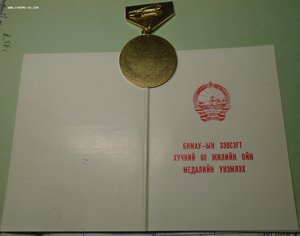 БНМАУ-ЫН ЗЭВСЭГТ
ХҮЧНИЙ 60 ЖИЛИЙН ОЙН
МЕДАЛИЙН ҮНЭМЛЭХ